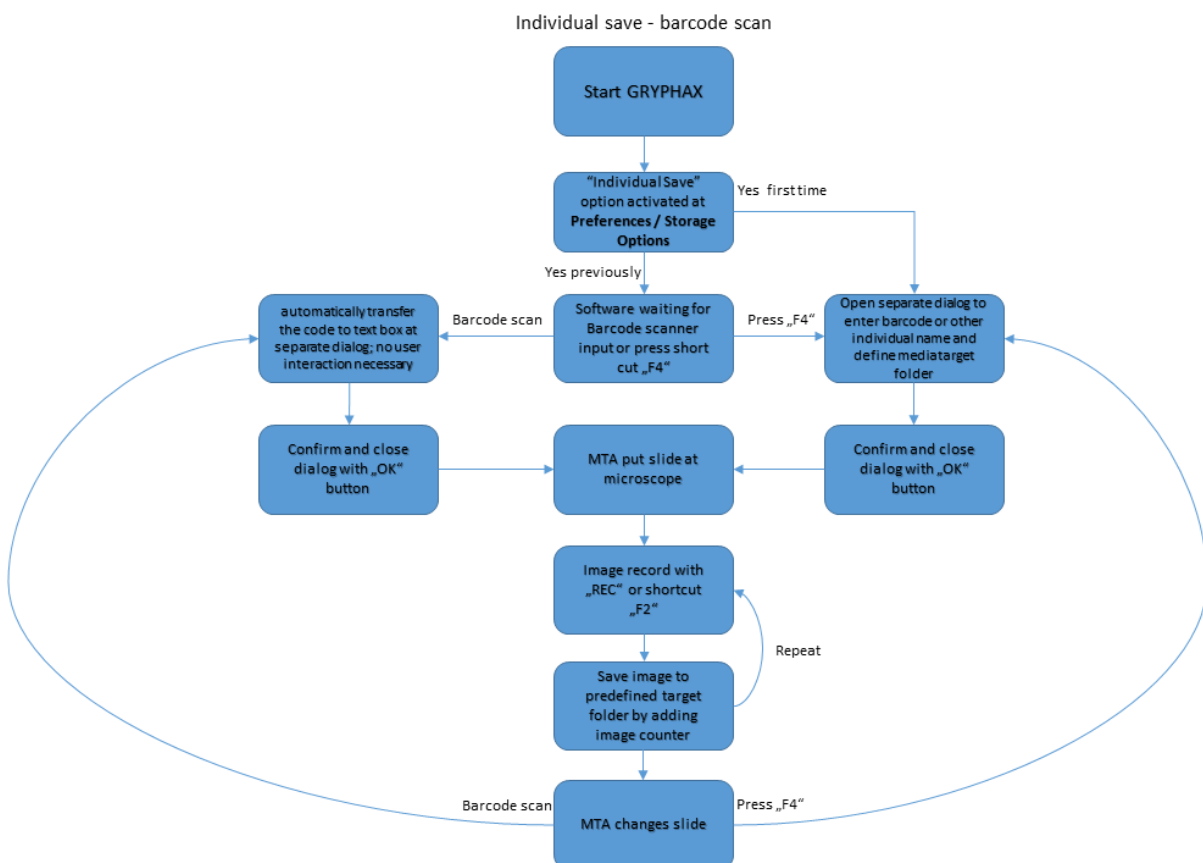 Individual save - barcode scan
Start GRYPHAX
“Individual Save”
option activated at
Preferences / Storage
Options
Yes first time
Yes previously
automatically transfer
the code to text box at
separate dialog; no user
interaction necessary
Barcode scan
Software waiting for
Barcode scanner
input or press short
cut „F4“
Press „F4“
Open separate dialog to
enter barcode or other
individual name and
define media target
folder
Confirm and close
dialog with „OK“
button
MTA put slide at
microscope
Confirm and close
dialog with „OK“
button
Image record with
„REC“ or shortcut
„F2“
Repeat
Save image to
predefined target
folder by adding
image counter
Barcode scan
MTA changes slide
Press „F4“